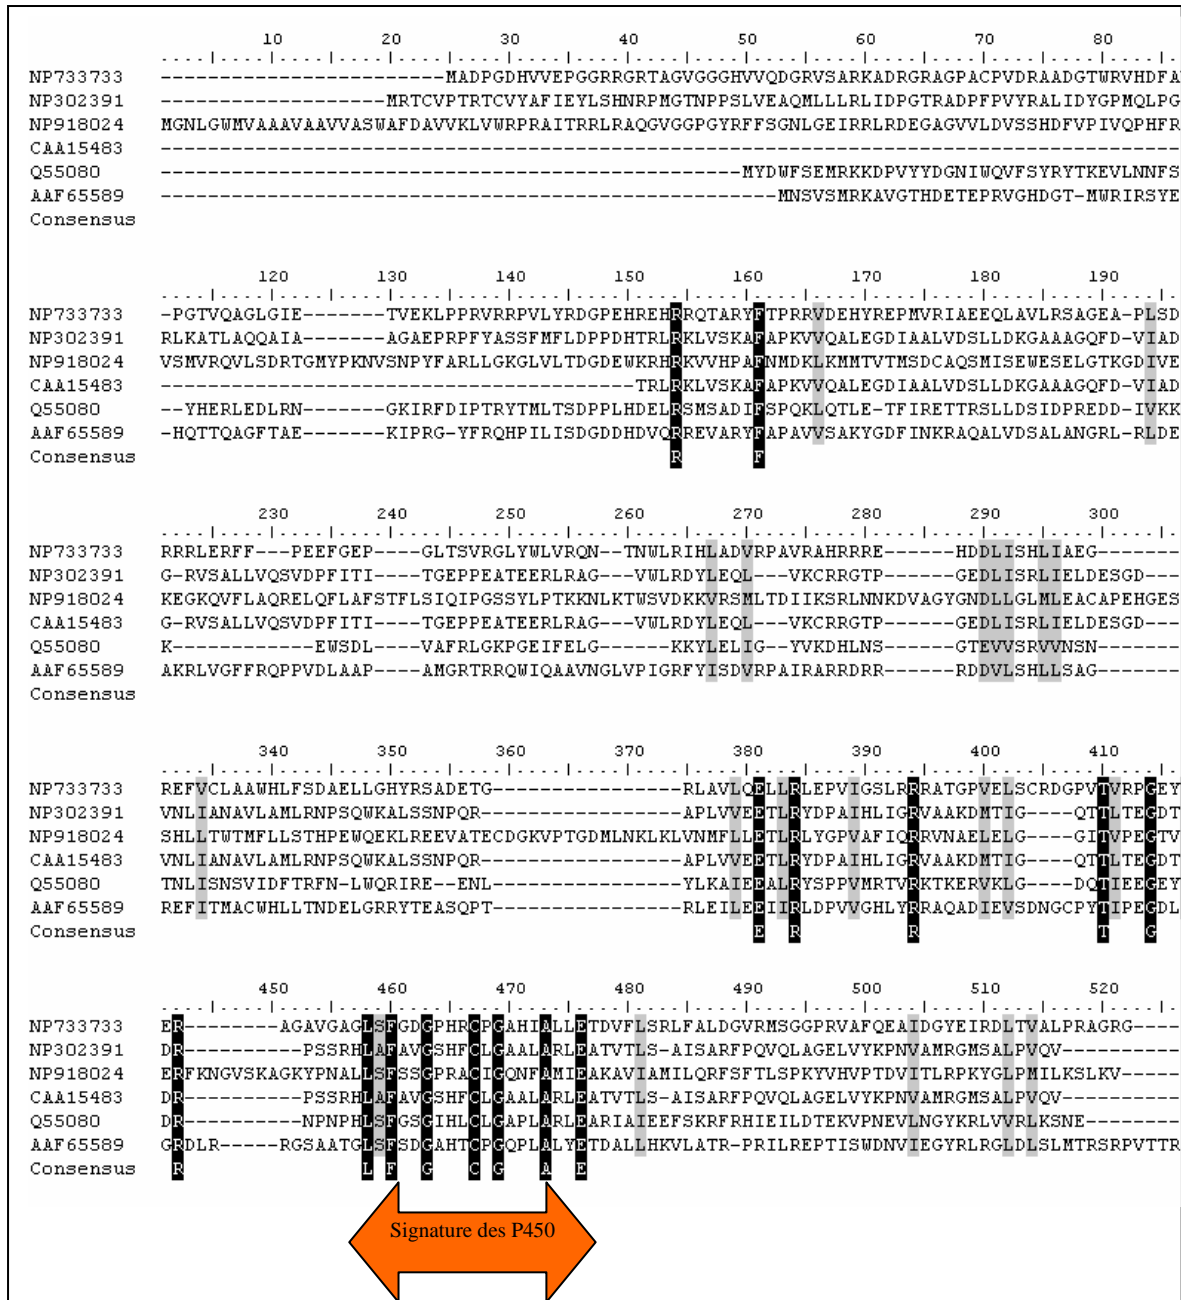 10 20 30 40 50 60 70 80
NP733733 ------------------------MADPGDHVVEPGGRRGRTAGVGGGHVVQDGRVSARKADRGRAGPACPVDRAADGTWRVHDFA
NP302391 -------------------MRTCVPTRTCVYAFIEYLSHNRPMGTNPPSLVEAQMLLLRLIDPGTRADPFPVYRALIDYGPMQLPG
NP918024 MGNLGWMVAAAVAAVVASWAFDAVVKLVWRPRAITRRLRAQGVGGPGYRFFSGNLGEIRRLRDEGAGVVLDVSSHDFVPIVQPHFR
CAA15483 --------------------------------------------------------------------------------------
Q55080 -------------------------------------------------MYDWFSEMRKKDPVYYDGNIWQVFSYRYTKEVLNNFS
AAF65589 ----------------------------------------------------MNSVSMRKAVGTHDETEPRVGHDGT-MWRIRSYE
Consensus
120 130 140 150 160 170 180 190
NP733733 -PGTVQAGLGIE-------TVEKLPPRVRRPVLYRDGPEHREHRRQTARYFTPRRVDEHYREPMVRIAEEQLAVLRSAGEA-PLSD
NP302391 RLKATLAQQAIA-------AGAEPRPFYASSFMFLDPPDHTRLRKLVSKAFAPKVVQALEGDIAALVDSLLDKGAAAGQFD-VIAD
NP918024 VSMVRQVLSDRTGMYPKNVSNPYFARLLGKGLVLTDGDEWKRHRKVVHPAFNMDKLKMMTVTMSDCAQSMISEWESELGTKGDIVE
CAA15483 --------------------------------------TRLRKLVSKAFAPKVVQALEGDIAALVDSLLDKGAAAGQFD-VIAD
Q55080 --YHERLEDLRN-------GKIRFDIPTRYTMLTSDPPLHDELRSMSADIFSPQKLQTLE-TFIRETTRSLLDSIDPREDD-IVKK
AAF65589 -HQTTQAGFTAE-------KIPRG-YFRQHPILISDGDDHDVQRREVARYFAPAVVSAKYGDFINKRAQALVDSALANGRL-RLDE
Consensus R F
230 240 250 260 270 280 290 300
NP733733 RRRLERFF---PEEFGEP----GLTSVRGLYWLVRQN--TNWLRIHLADVRPAVRAHRRRE------HDDLISHLIAEG----
NP302391 G-RVSALLVQSVDPFITI----TGEPPEATEERLRAG--VWLRDYLEQL---VKCRRGTP------GEDLISRLIELDESGD--
NP918024 KEGKQVFLAQRELQFLAFSTFLSIQIPGSSYLPTKKNLKTWSVDKKVRSMLTDIIKSRLNNKDVAGYGNDLLGLMLEACAPEHGES
CAA15483 G-RVSALLVQSVDPFITI----TGEPPEATEERLRAG--VWLRDYLEQL---VKCRRGTP------GEDLISRLIELDESGD--
Q55080 K------------EWSDL----VAFRLGKPGEIFELG----KKYLELIG--YVKDHLNS------GTEVVSRVVNSN----
AAF65589 AKRLVGFFRQPPVDLAAP----AMGRTRRQWIQAAVNGLVPIGRFYISDVRPAIRARRDRR------RDDVLSHLLSAG----
Consensus
340 350 360 370 380 390 400 410
NP733733 REFVCLAAWHLFSDAELLGHYRSADETG-----------------RLAVLQELLRLEPVIGSLRRRATGPVELSCRDGPVTVRPGEY
NP302391 VNLIANAVLAMLRNPSQWKALSSNPQR------------------APLVVEETLRYDPAIHLIGRVAAKDMTIG----QTTLTEGDT
NP918024 SHLLTWTMFLLSTHPEWQEKLREEVATECDGKVPTGDMLNKLKLVNMFLLETLRLYGPVAFIQRRVNAELELG----GITVPEGTV
CAA15483 VNLIANAVLAMLRNPSQWKALSSNPQR------------------APLVVEETLRYDPAIHLIGRVAAKDMTIG----QTTLTEGDT
Q55080 TNLISNSVIDFTRFN-LWQRIRE--ENL-----------------YLKAIEEALRYSPPVMRTVRKTKERVKLG----DQTIEEGEY
AAF65589 REFITMACWHLLTNDELGRRYTEASQPT-----------------RLEILEEIIRLDPVVGHLYRRAQADIEVSDNGCPYTIPEGDL
Consensus E R R T G
450 460 470 480 490 500 510 520
NP733733 ER--------AGAVGAGLSFGDGPHRCPGAHIALLETDVFLSRLFALDGVRMSGGPRVAFQEAIDGYEIRDLTVALPRAGRG----
NP302391 DR----------PSSRHLAFAVGSHFCLGAALARLEATVTLS-AISARFPQVQLAGELVYKPNVAMRGMSALPVQV------
NP918024 ERFKNGVSKAGKYPNALLSFSSGPRACIGQNFAMIEAKAVIAMILQRFSFTLSPKYVHVPTDVITLRPKYGLPMILKSLKV-----
CAA15483 DR----------PSSRHLAFAVGSHFCLGAALARLEATVTLS-AISARFPQVQLAGELVYKPNVAMRGMSALPVQV------
Q55080 DR----------NPNPHLSFGSGIHLCLGAPLARLEARIAIEEFSKRFRHIEILDTEKVPNEVLNGYKRLVVRLKSNE------
AAF65589 GRDLR------RGSAATGLSFSDGAHTCPGQPLALYETDALLHKVLATR-PRILREPTISWDNVIEGYRLRGLDLSLMTRSRPVTTR
Consensus R L F G C G A E
Signature des P450